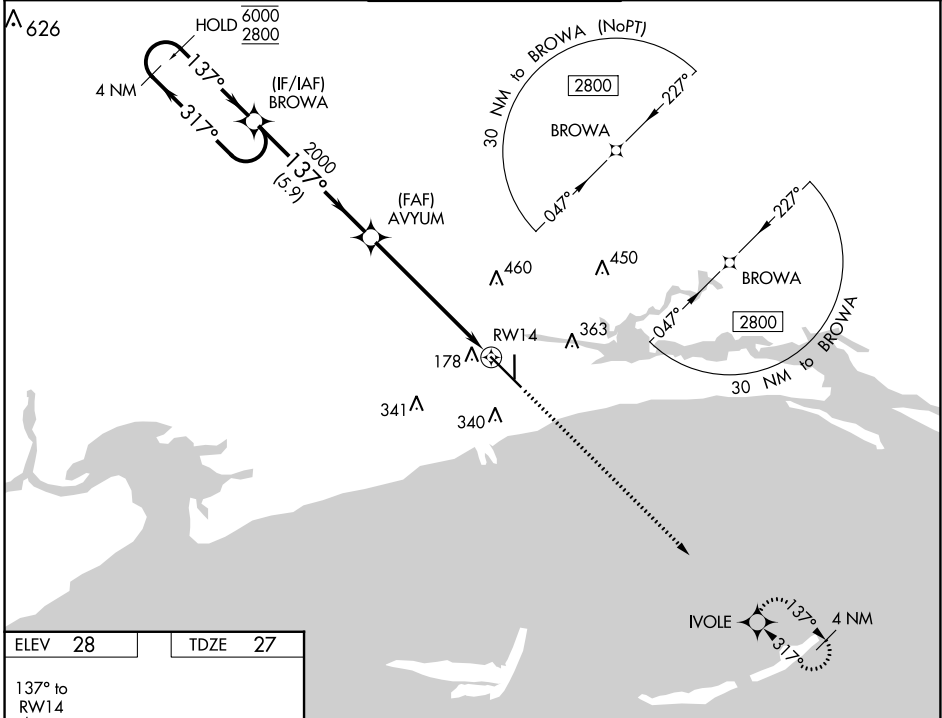 626
HOLD 6000
2800
137°
4 NM
317°
(IF/IAF)
BROWA
2000
137°
(5.9)
(FAF)
AVYUM
30 NM to BROWA (NoPT)
2800
227°
BROWA
047°
227°
BROWA
047°
2800
30 NM to BROWA
460
450
363
RW14
178
341
340
IVOLE
137°
4 NM
317°
ELEV 28
TDZE 27
137° to
RW14